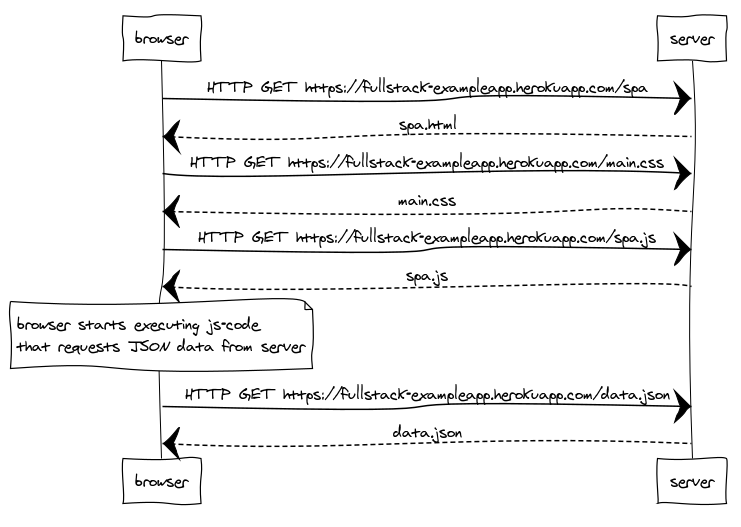 browser
server
HTTP GET https://fullstack-exampleapp.herokuapp.com/spa
spa.html
HTTP GET https://fullstack-exampleapp.herokuapp.com/main.css
main.css
HTTP GET https://fullstack-exampleapp.herokuapp.com/spa.js
spa.js
browser starts executing js-code
that requests JSON data from server
HTTP GET https://fullstack-exampleapp.herokuapp.com/data.json
data.json
browser
server